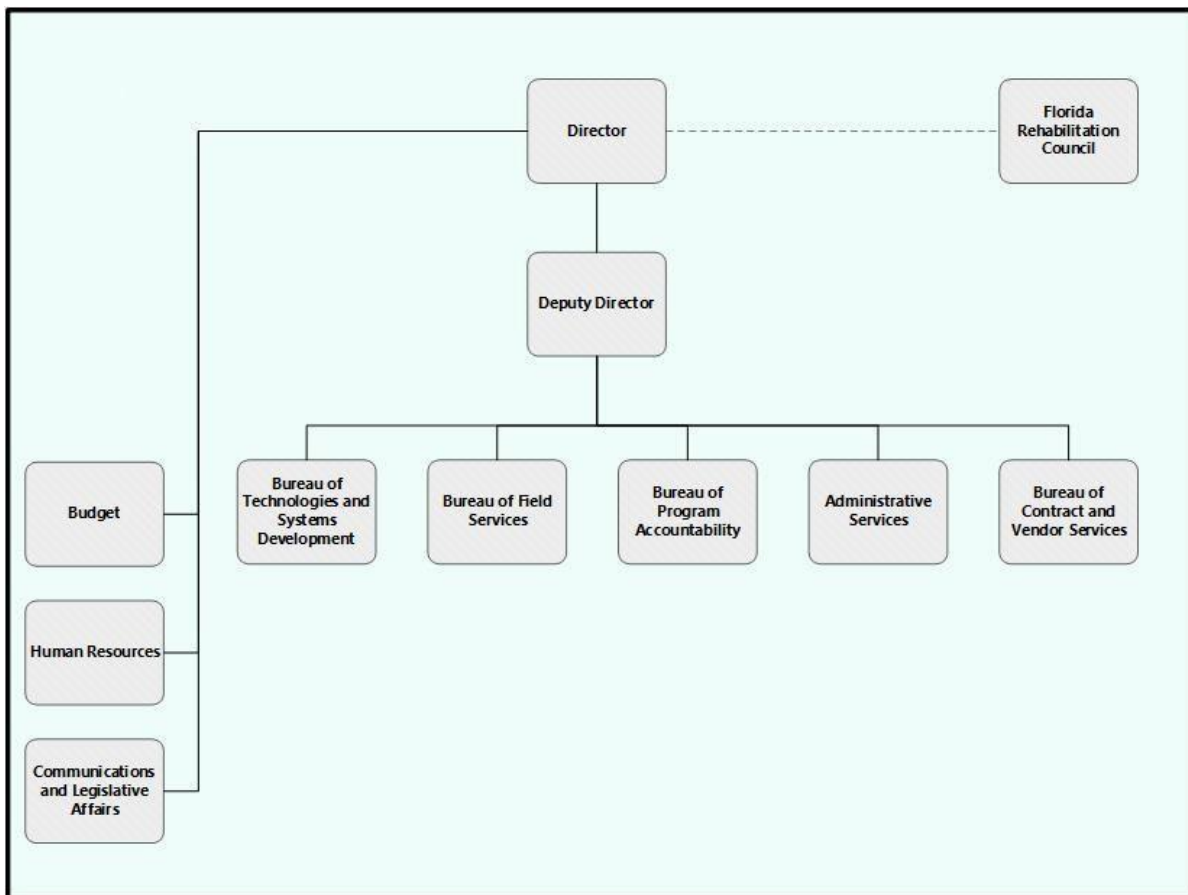 Director
Florida
Rehabilitation
Council
Deputy Director
Budget
Bureau of
Technologies and
Systems
Development
Bureau of Field
Services
Bureau of
Program
Accountability
Administrative
Services
Bureau of
Contract and
Vendor Services
Human Resources
Communications
and Legislative
Affairs